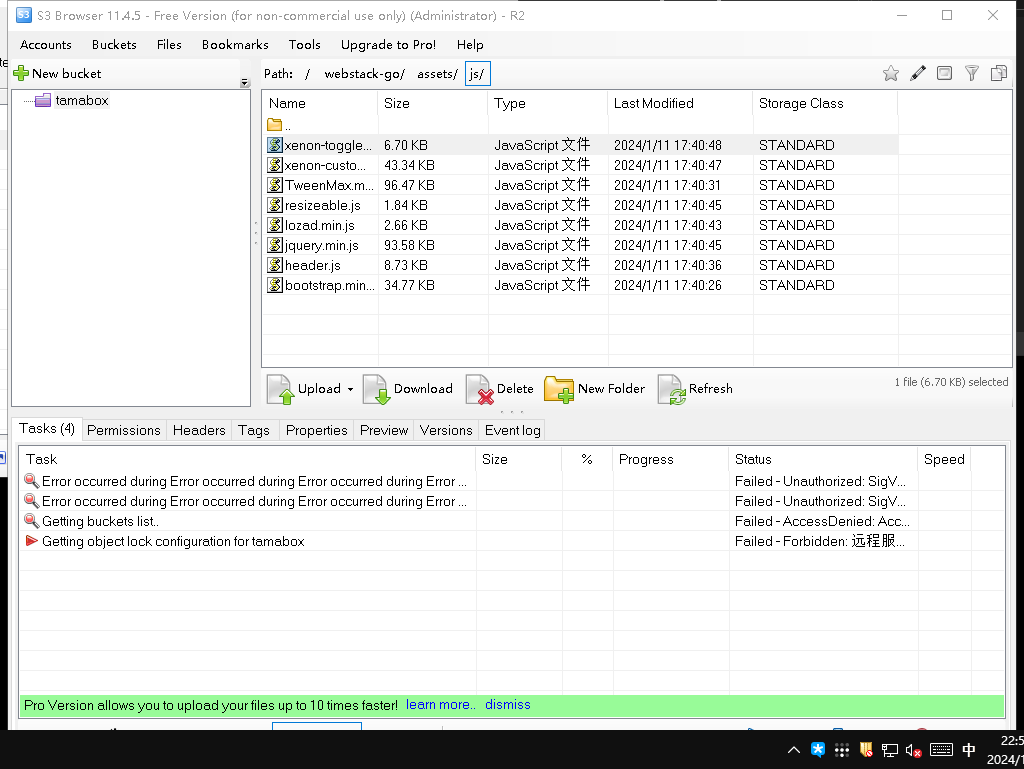 S3 Browser 11.4.5 - Free Version (for non-commercial use only) (Administrator) - R2
Accounts Buckets Files Bookmarks Tools Upgrade to Pro! Help
New bucket
tamabox
Path: / webstack-go/ assets/ js/
Name Size Type Last Modified Storage Class
..
xenon-toggle... 6.70 KB JavaScript 文件 2024/1/11 17:40:48 STANDARD
xenon-custo... 43.34 KB JavaScript 文件 2024/1/11 17:40:47 STANDARD
TweenMax.m... 96.47 KB JavaScript 文件 2024/1/11 17:40:31 STANDARD
resizeable.js 1.84 KB JavaScript 文件 2024/1/11 17:40:45 STANDARD
lozad.min.js 2.66 KB JavaScript 文件 2024/1/11 17:40:43 STANDARD
jquery.min.js 93.58 KB JavaScript 文件 2024/1/11 17:40:45 STANDARD
header.js 8.73 KB JavaScript 文件 2024/1/11 17:40:36 STANDARD
bootstrap.min... 34.77 KB JavaScript 文件 2024/1/11 17:40:26 STANDARD
Upload Download Delete New Folder Refresh 1 file (6.70 KB) selected
Tasks (4) Permissions Headers Tags Properties Preview Versions Event log
Task Size % Progress Status Speed
Error occurred during Error occurred during Error occurred during Error ... Failed - Unauthorized: SigV...
Error occurred during Error occurred during Error occurred during Error ... Failed - Unauthorized: SigV...
Getting buckets list.. Failed - AccessDenied: Acc...
Getting object lock configuration for tamabox Failed - Forbidden: 远程服...
Pro Version allows you to upload your files up to 10 times faster! learn more.. dismiss
中
22:5
2024/1